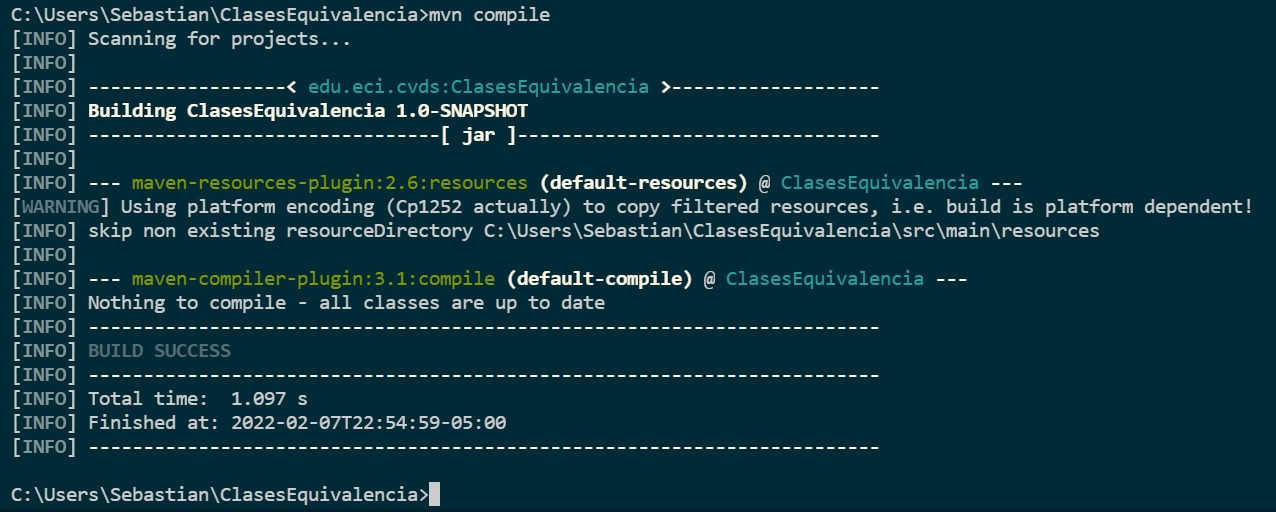 C:\Users\Sebastian\ClasesEquivalencia>mvn compile
[INFO] Scanning for projects...
[INFO]
[INFO] ------------------< edu.eci.cvds:ClasesEquivalencia >-------------------
[INFO] Building ClasesEquivalencia 1.0-SNAPSHOT
[INFO] --------------------------------[ jar ]---------------------------------
[INFO]
[INFO] --- maven-resources-plugin:2.6:resources (default-resources) @ ClasesEquivalencia ---
[WARNING] Using platform encoding (Cp1252 actually) to copy filtered resources, i.e. build is platform dependent!
[INFO] skip non existing resourceDirectory C:\Users\Sebastian\ClasesEquivalencia\src\main\resources
[INFO]
[INFO] --- maven-compiler-plugin:3.1:compile (default-compile) @ ClasesEquivalencia ---
[INFO] Nothing to compile - all classes are up to date
[INFO] ------------------------------------------------------------------------
[INFO] BUILD SUCCESS
[INFO] ------------------------------------------------------------------------
[INFO] Total time:  1.097 s
[INFO] Finished at: 2022-02-07T22:54:59-05:00
[INFO] ------------------------------------------------------------------------
C:\Users\Sebastian\ClasesEquivalencia>